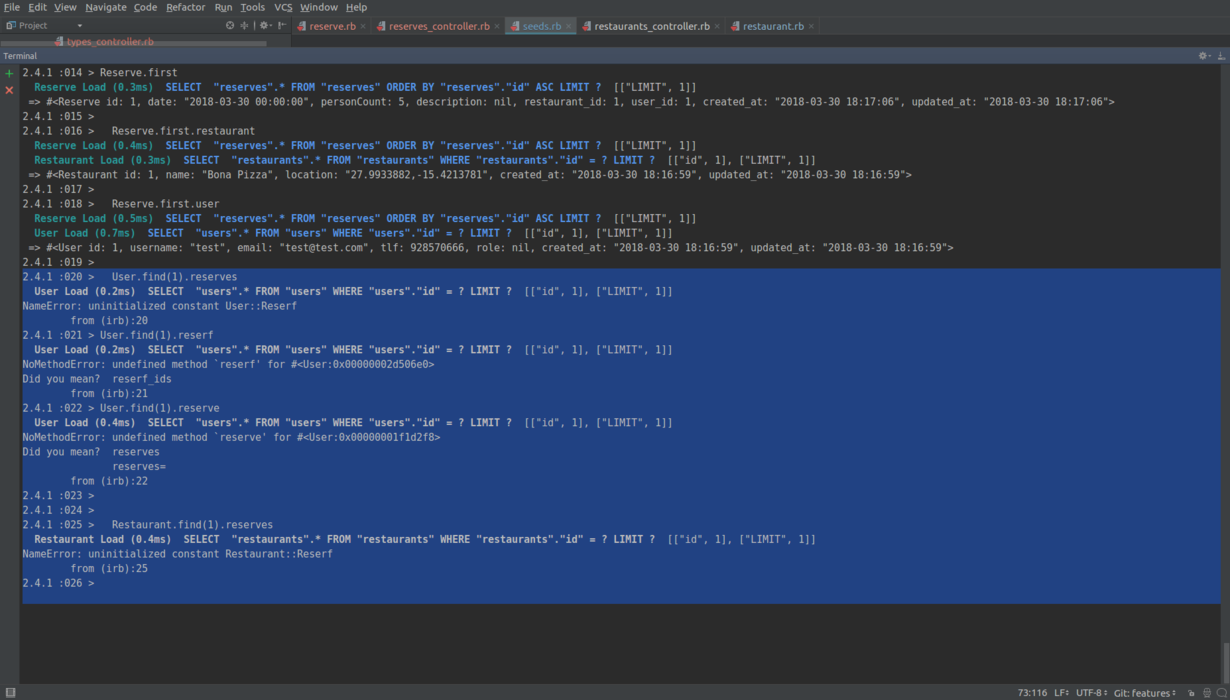 File Edit View Navigate Code Refactor Run Tools VCS Window Help
Project
reserve.rb × reserves_controller.rb × seeds.rb × restaurants_controller.rb × restaurant.rb ×
types_controller.rb
Terminal
2.4.1 :014 > Reserve.first
Reserve Load (0.3ms) SELECT "reserves".* FROM "reserves" ORDER BY "reserves"."id" ASC LIMIT ? [["LIMIT", 1]]
=> #<Reserve id: 1, date: "2018-03-30 00:00:00", personCount: 5, description: nil, restaurant_id: 1, user_id: 1, created_at: "2018-03-30 18:17:06", updated_at: "2018-03-30 18:17:06">
2.4.1 :015 >
2.4.1 :016 > Reserve.first.restaurant
Reserve Load (0.4ms) SELECT "reserves".* FROM "reserves" ORDER BY "reserves"."id" ASC LIMIT ? [["LIMIT", 1]]
Restaurant Load (0.3ms) SELECT "restaurants".* FROM "restaurants" WHERE "restaurants"."id" = ? LIMIT ? [["id", 1], ["LIMIT", 1]]
=> #<Restaurant id: 1, name: "Bona Pizza", location: "27.9933882,-15.4213781", created_at: "2018-03-30 18:16:59", updated_at: "2018-03-30 18:16:59">
2.4.1 :017 >
2.4.1 :018 > Reserve.first.user
Reserve Load (0.5ms) SELECT "reserves".* FROM "reserves" ORDER BY "reserves"."id" ASC LIMIT ? [["LIMIT", 1]]
User Load (0.7ms) SELECT "users".* FROM "users" WHERE "users"."id" = ? LIMIT ? [["id", 1], ["LIMIT", 1]]
=> #<User id: 1, username: "test", email: "test@test.com", tlf: 928570666, role: nil, created_at: "2018-03-30 18:16:59", updated_at: "2018-03-30 18:16:59">
2.4.1 :019 >
2.4.1 :020 > User.find(1).reserves
User Load (0.2ms) SELECT "users".* FROM "users" WHERE "users"."id" = ? LIMIT ? [["id", 1], ["LIMIT", 1]]
NameError: uninitialized constant User::Reserf
from (irb):20
2.4.1 :021 > User.find(1).reserf
User Load (0.2ms) SELECT "users".* FROM "users" WHERE "users"."id" = ? LIMIT ? [["id", 1], ["LIMIT", 1]]
NoMethodError: undefined method `reserf' for #<User:0x00000002d506e0>
Did you mean? reserf_ids
from (irb):21
2.4.1 :022 > User.find(1).reserve
User Load (0.4ms) SELECT "users".* FROM "users" WHERE "users"."id" = ? LIMIT ? [["id", 1], ["LIMIT", 1]]
NoMethodError: undefined method `reserve' for #<User:0x00000001f1d2f8>
Did you mean? reserves
reserves=
from (irb):22
2.4.1 :023 >
2.4.1 :024 >
2.4.1 :025 > Restaurant.find(1).reserves
Restaurant Load (0.4ms) SELECT "restaurants".* FROM "restaurants" WHERE "restaurants"."id" = ? LIMIT ? [["id", 1], ["LIMIT", 1]]
NameError: uninitialized constant Restaurant::Reserf
from (irb):25
2.4.1 :026 >
73:116 LF UTF-8 Git: features